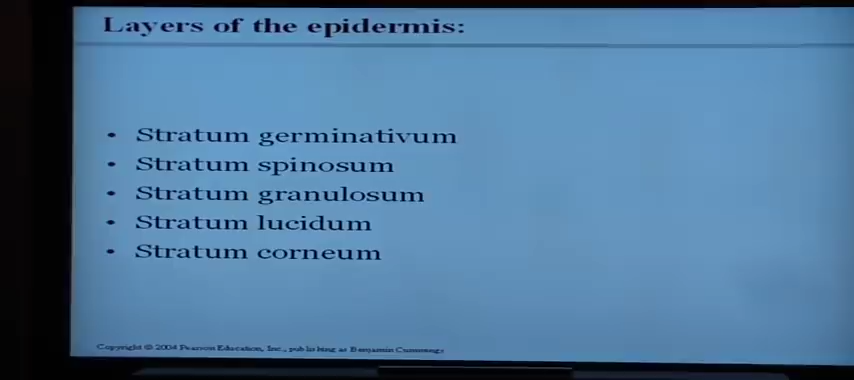 Layers of the epidermis:
• Stratum germinativum
• Stratum spinosum
• Stratum granulosum
• Stratum lucidum
• Stratum corneum
Copyright © 2004 Pearson Education, Inc., publishing as Benjamin Cummings